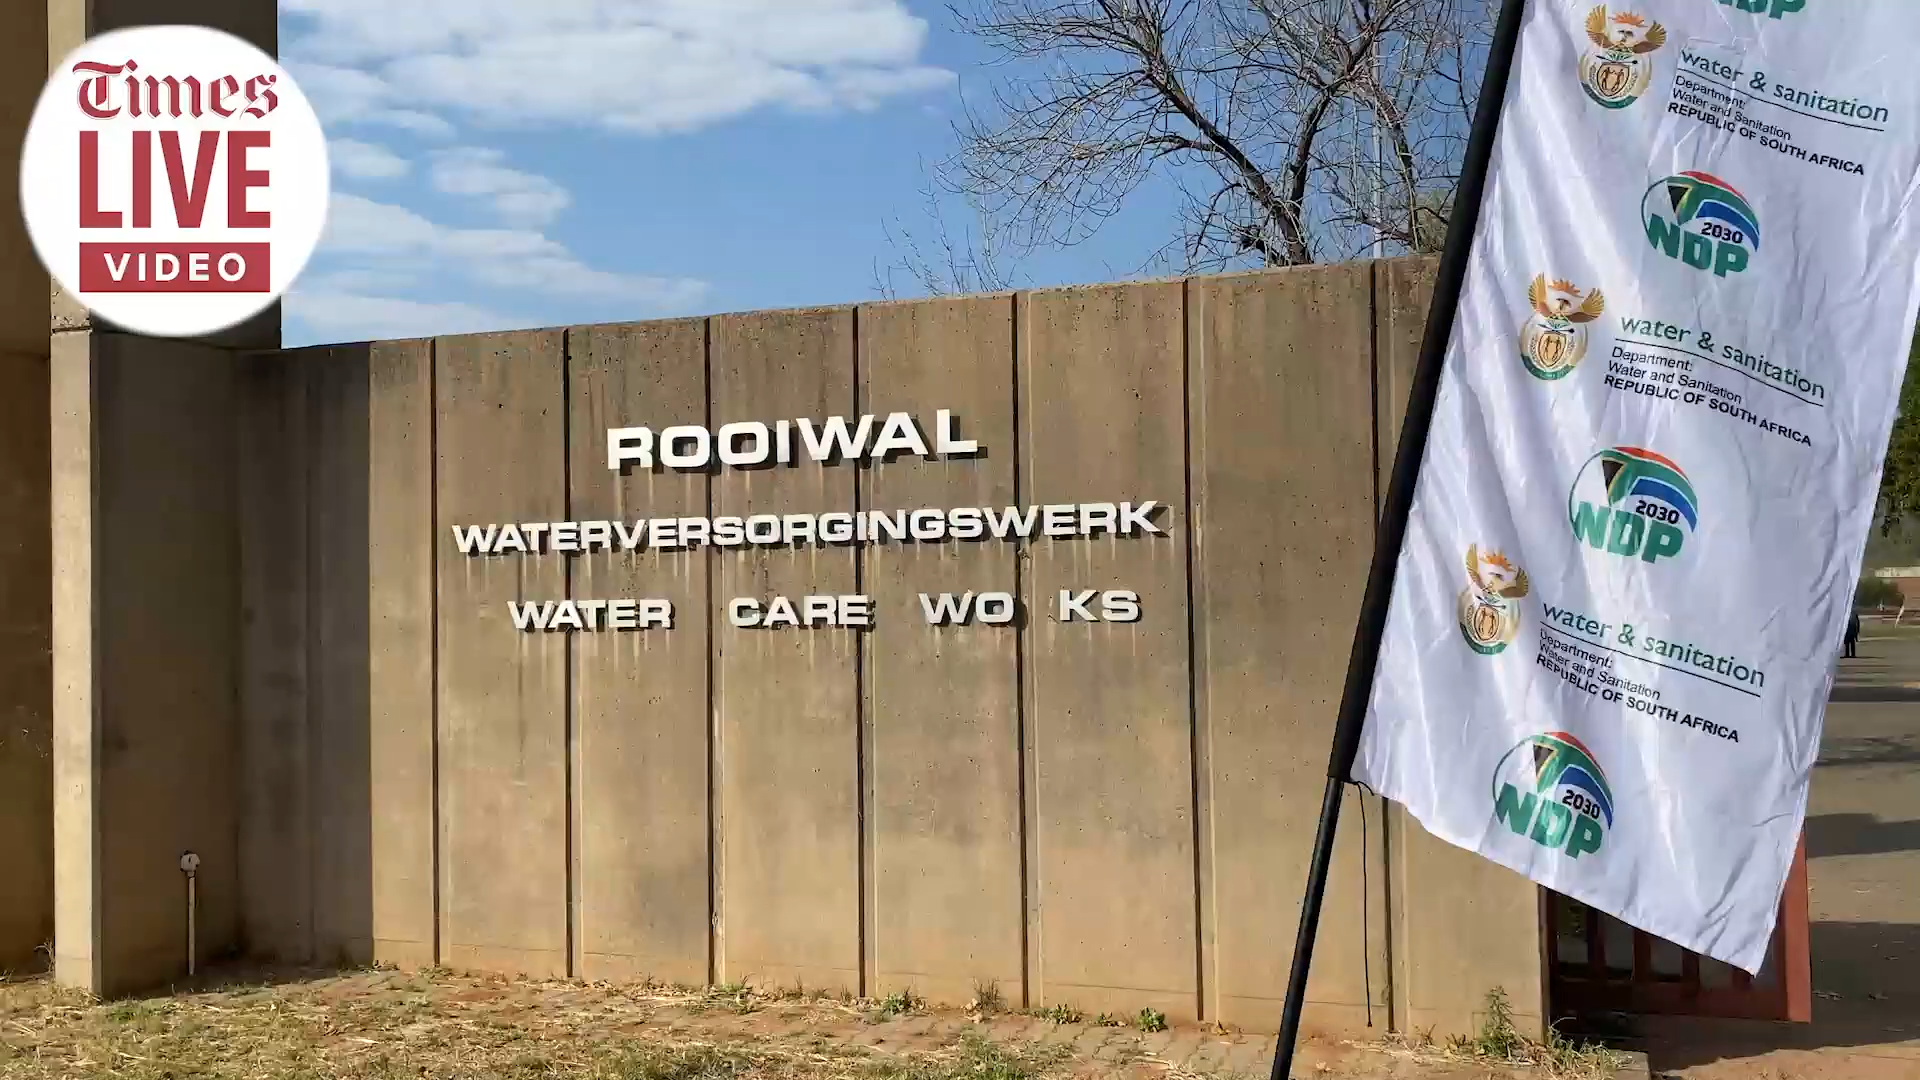 Times
LIVE
VIDEO
ROOIWAL
WATERVERSORGINGSWERK
WATER CARE WO KS
NDP
water & sanitation
Department:
Water and Sanitation
REPUBLIC OF SOUTH AFRICA
2030
NDP
water & sanitation
Department:
Water and Sanitation
REPUBLIC OF SOUTH AFRICA
2030
NDP
water & sanitation
Department:
Water and Sanitation
REPUBLIC OF SOUTH AFRICA
2030
NDP